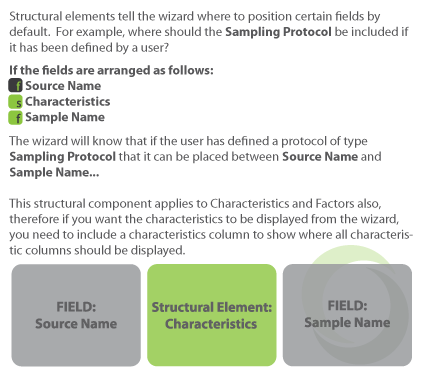 Structural elements tell the wizard where to position certain fields by
default.  For example, where should the Sampling Protocol be included if
it has been defined by a user?
If the fields are arranged as follows:
f Source Name
s Characteristics
f Sample Name
The wizard will know that if the user has defined a protocol of type
Sampling Protocol that it can be placed between Source Name and
Sample Name...
This structural component applies to Characteristics and Factors also,
therefore if you want the characteristics to be displayed from the wizard,
you need to include a characteristics column to show where all characteris-
tic columns should be displayed.
FIELD:
Source Name
Structural Element:
Characteristics
FIELD:
Sample Name